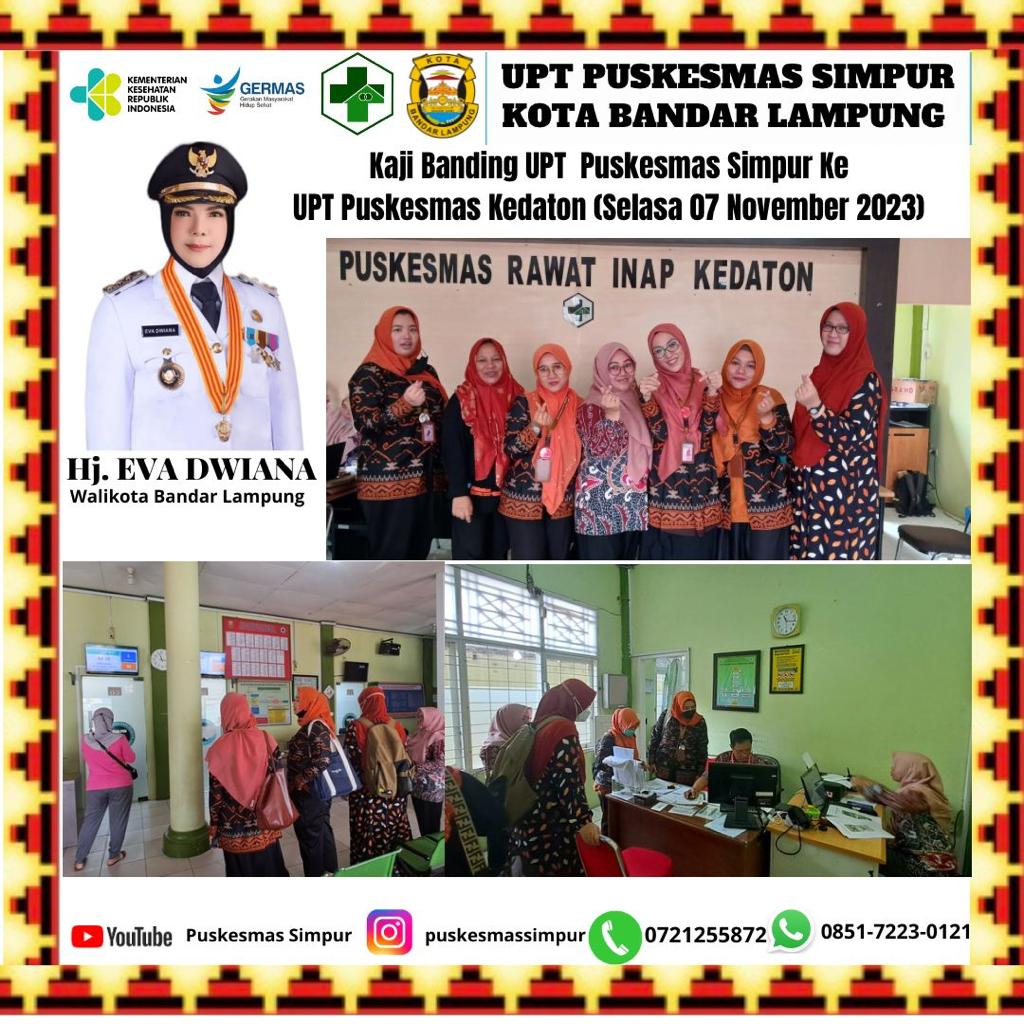 KEMENTERIAN
KESEHATAN
REPUBLIK
INDONESIA
GERMAS
Gerakan Masyarakat
Hidup Sehat
KOTA
BANDAR LAMPUNG
UPT PUSKESMAS SIMPUR
KOTA BANDAR LAMPUNG
Kaji Banding UPT Puskesmas Simpur Ke
UPT Puskesmas Kedaton (Selasa 07 November 2023)
EVA DWIANA
Hj. EVA DWIANA
Walikota Bandar Lampung
PUSKESMAS RAWAT INAP KEDATON
YouTube Puskesmas Simpur puskesmassimpur 0721255872 0851-7223-0121